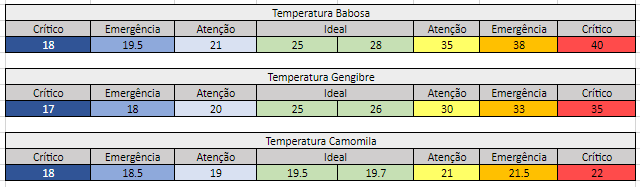 Temperatura Babosa
Crítico Emergência Atenção Ideal Atenção Emergência Crítico
18 19.5 21 25 28 35 38 40
Temperatura Gengibre
Crítico Emergência Atenção Ideal Atenção Emergência Crítico
17 18 20 25 26 30 33 35
Temperatura Camomila
Crítico Emergência Atenção Ideal Atenção Emergência Crítico
18 18.5 19 19.5 19.7 21 21.5 22